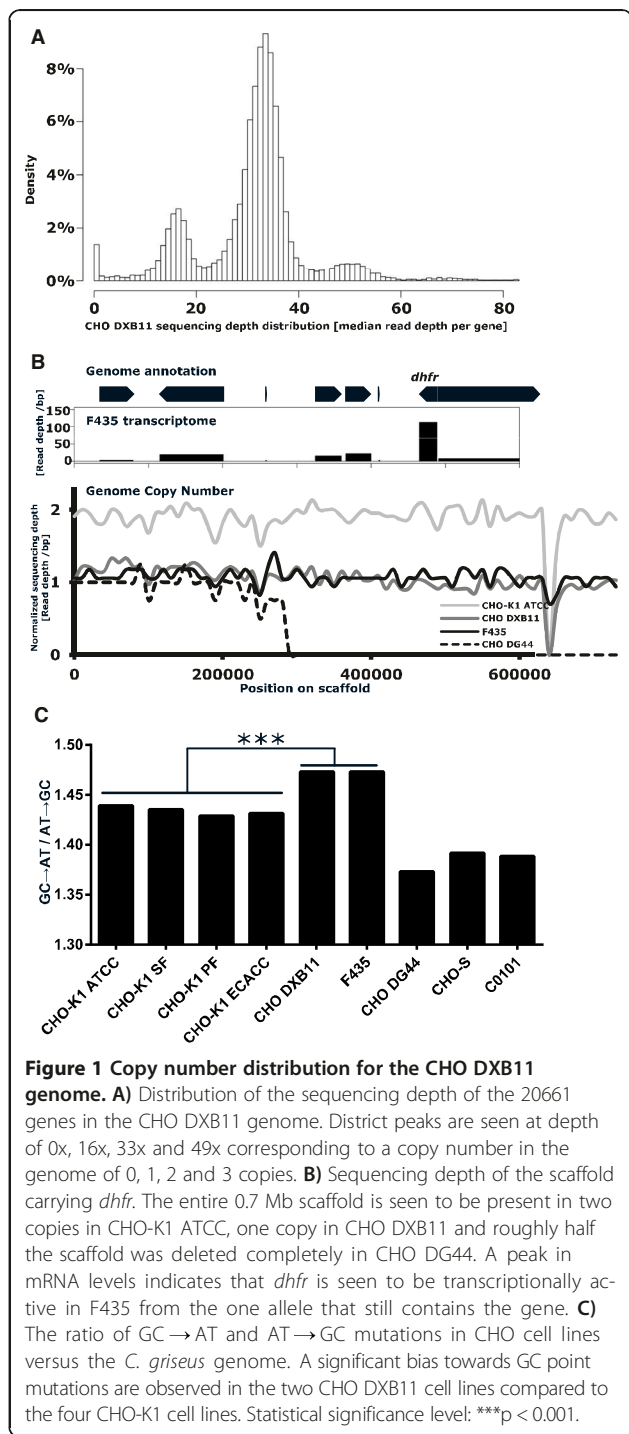 A
8%
6%
4%
2%
0%
Density
0 20 40 60 80
CHO DXB11 sequencing depth distribution [median read depth per gene]
B
Genome annotation
dhfr
[Read depth /bp]
150
100
50
0
F435 transcriptome
Genome Copy Number
Normalized sequencing depth
[Read depth /bp]
2
1
0
CHO-K1 ATCC
CHO DXB11
F435
CHO DG44
0 200000 400000 600000
Position on scaffold
C
GC→AT / AT→GC
1.50
1.45
1.40
1.35
1.30
***
CHO-K1 ATCC
CHO-K1 SF
CHO-K1 PF
CHO-K1 ECACC
CHO DXB11
F435
CHO DG44
CHO-S
C0101
Figure 1 Copy number distribution for the CHO DXB11
genome. A) Distribution of the sequencing depth of the 20661
genes in the CHO DXB11 genome. District peaks are seen at depth
of 0x, 16x, 33x and 49x corresponding to a copy number in the
genome of 0, 1, 2 and 3 copies. B) Sequencing depth of the scaffold
carrying dhfr. The entire 0.7 Mb scaffold is seen to be present in two
copies in CHO-K1 ATCC, one copy in CHO DXB11 and roughly half
the scaffold was deleted completely in CHO DG44. A peak in
mRNA levels indicates that dhfr is seen to be transcriptionally ac-
tive in F435 from the one allele that still contains the gene. C)
The ratio of GC → AT and AT → GC mutations in CHO cell lines
versus the C. griseus genome. A significant bias towards GC point
mutations are observed in the two CHO DXB11 cell lines compared to
the four CHO-K1 cell lines. Statistical significance level: ***p < 0.001.